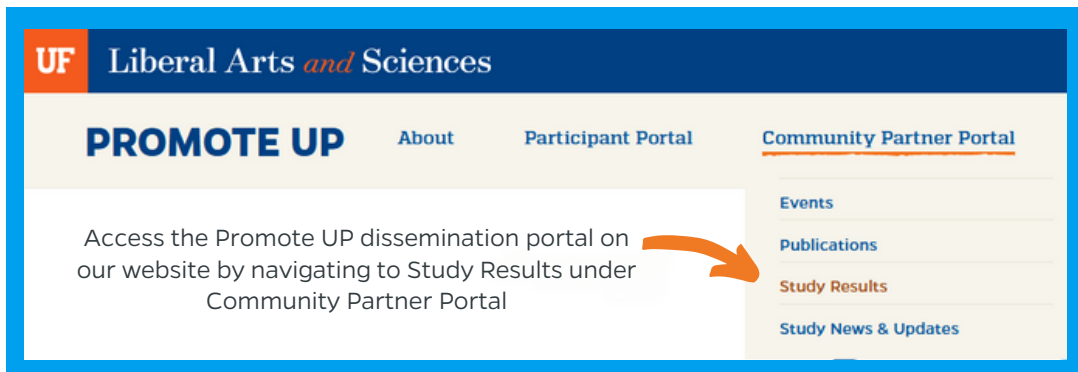 UF Liberal Arts and Sciences
PROMOTE UP About Participant Portal Community Partner Portal
Events
Publications
Study Results
Study News & Updates
Access the Promote UP dissemination portal on
our website by navigating to Study Results under
Community Partner Portal